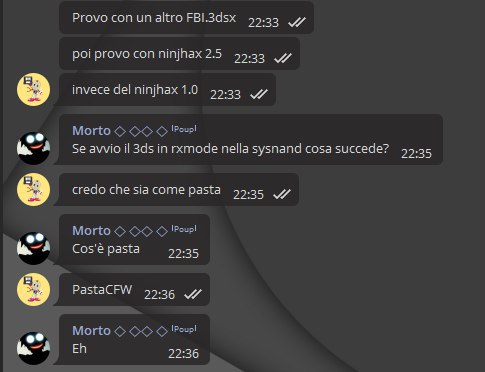 Provo con un altro FBI.3dsx 22:33
poi provo con ninjhax 2.5 22:33
invece del ninjhax 1.0 22:33
Morto ◇ ◇◇ ◇ ᴵᴾᵒᵘᵖᴵ
Se avvio il 3ds in rxmode nella sysnand cosa succede? 22:35
credo che sia come pasta 22:35
Morto ◇ ◇◇ ◇ ᴵᴾᵒᵘᵖᴵ
Cos'è pasta
22:35
PastaCFW 22:36
Morto ◇ ◇◇ ◇ ᴵᴾᵒᵘᵖᴵ
Eh
22:36